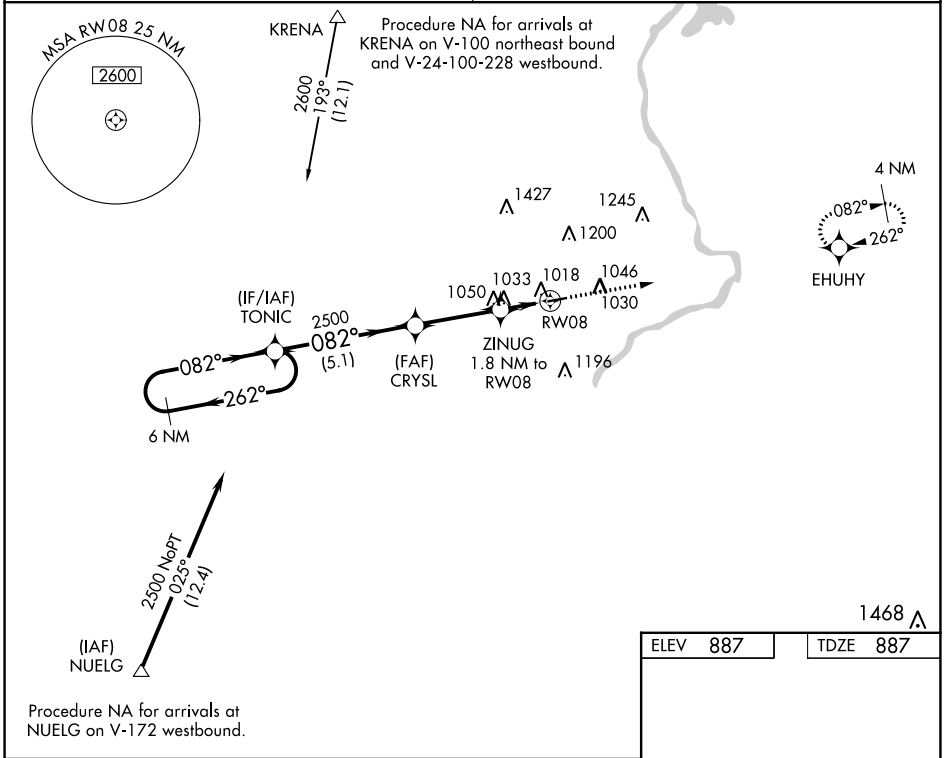 MSA RW08 25 NM
2600
KRENA
Procedure NA for arrivals at
KRENA on V-100 northeast bound
and V-24-100-228 westbound.
2600
193°
(12.1)
4 NM
082°
262°
EHUHY
1427
1245
1200
1050
1033
1018
1046
1030
RW08
(IF/IAF)
TONIC
2500
082°
(5.1)
(FAF)
CRYSL
ZINUG
1.8 NM to
RW08
1196
082°
262°
6 NM
2500 NoPT
025°
(12.4)
(IAF)
NUELG
Procedure NA for arrivals at
NUELG on V-172 westbound.
1468
ELEV 887
TDZE 887